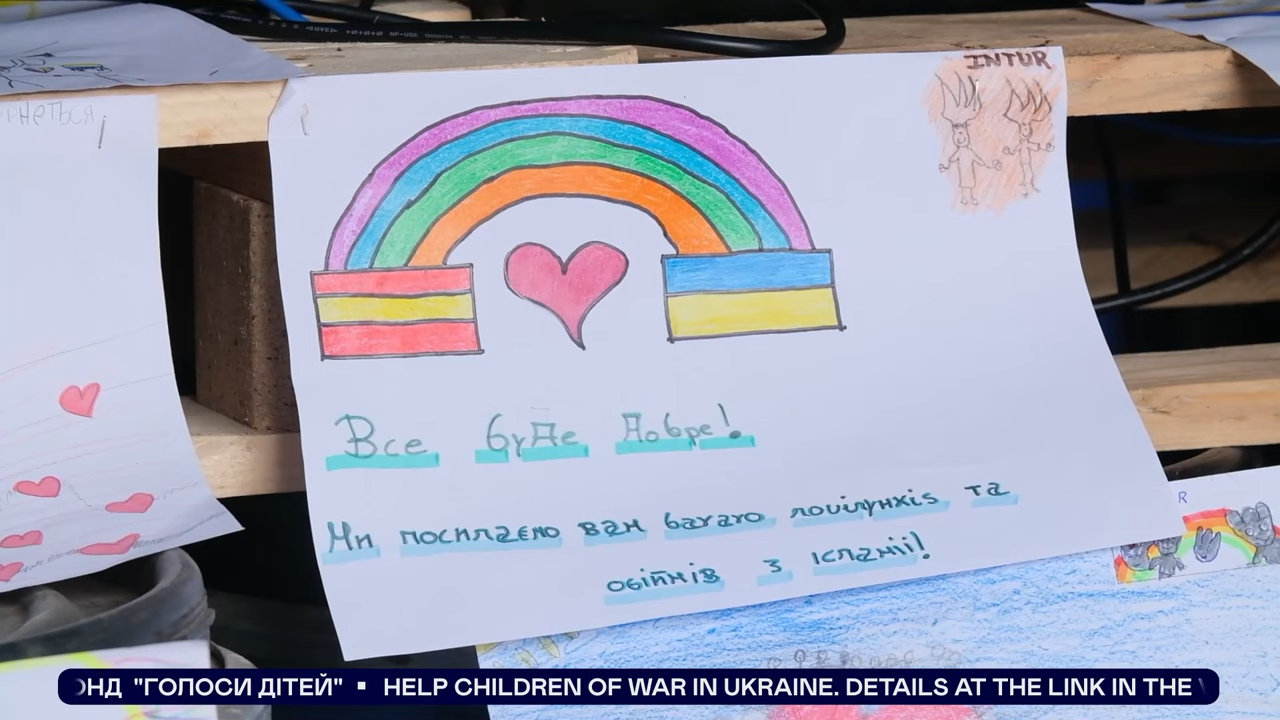 INTUR
Все буде добре!
Ми посилаємо вам багато поцілунків та
обіймів з Іспанії!
R
ОНД "ГОЛОСИ ДІТЕЙ" ▪ HELP CHILDREN OF WAR IN UKRAINE. DETAILS AT THE LINK IN THE